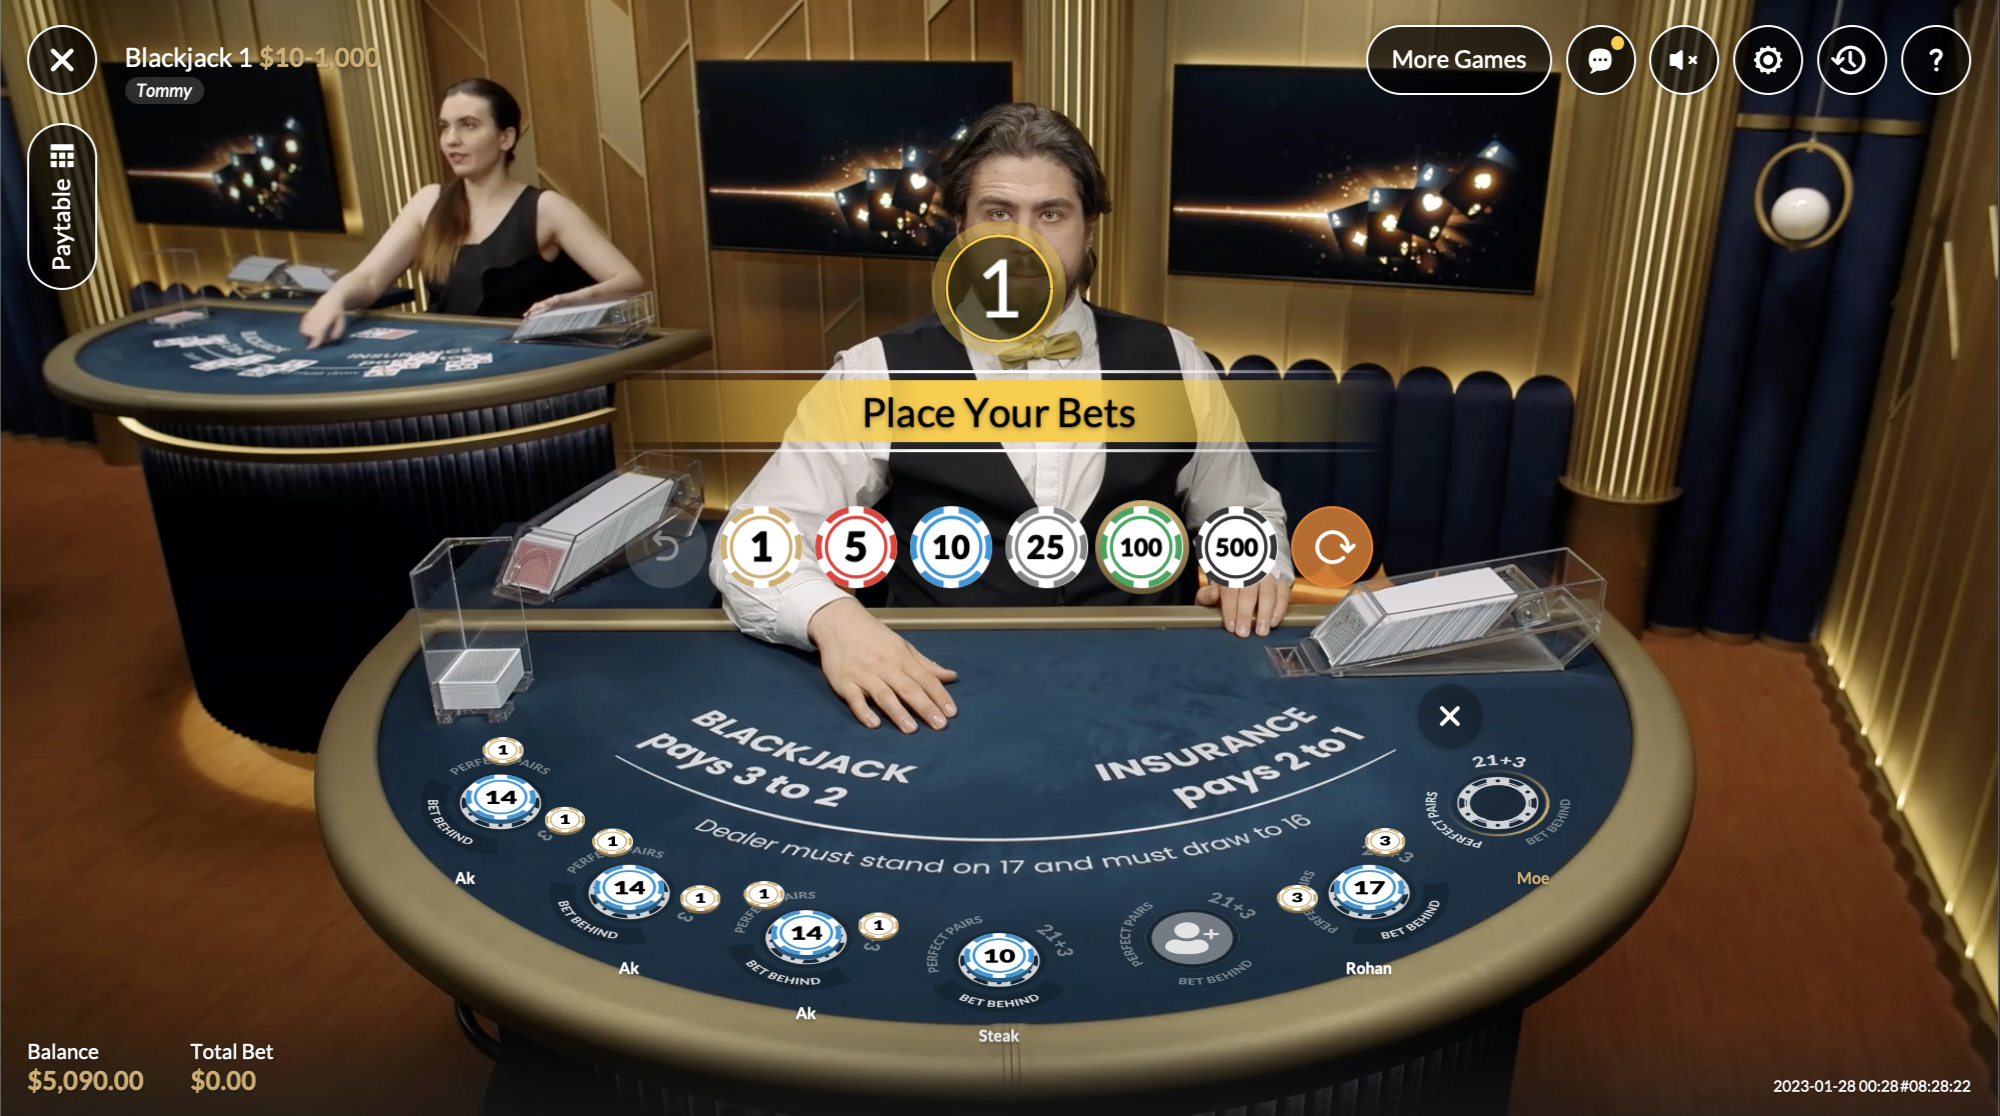 Blackjack 1 $10-1,000
Tommy
More Games
?
Paytable
1
Place Your Bets
1
5
10
25
100
500
BLACKJACK
pays 3 to 2
INSURANCE
pays 2 to 1
Dealer must stand on 17 and must draw to 16
1
14
BET BEHIND
1
3
Ak
1
14
BET BEHIND
1
3
Ak
1
14
BET BEHIND
1
3
Ak
PERFECT PAIRS
21+3
10
BET BEHIND
Steak
PERFECT PAIRS
21+3
BET BEHIND
3
3
17
BET BEHIND
Rohan
21+3
PERFECT PAIRS
BET BEHIND
Moe
Balance
$5,090.00
Total Bet
$0.00
2023-01-28 00:28#08:28:22